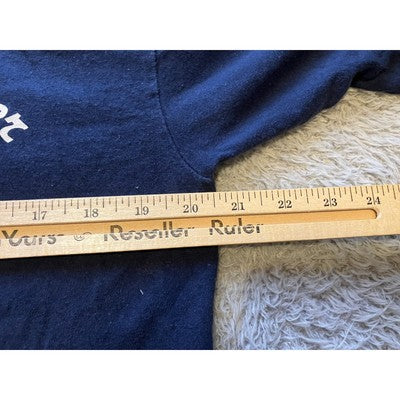 17 18 19 20 21 22 23 24
Yours @ Reseller Ruler